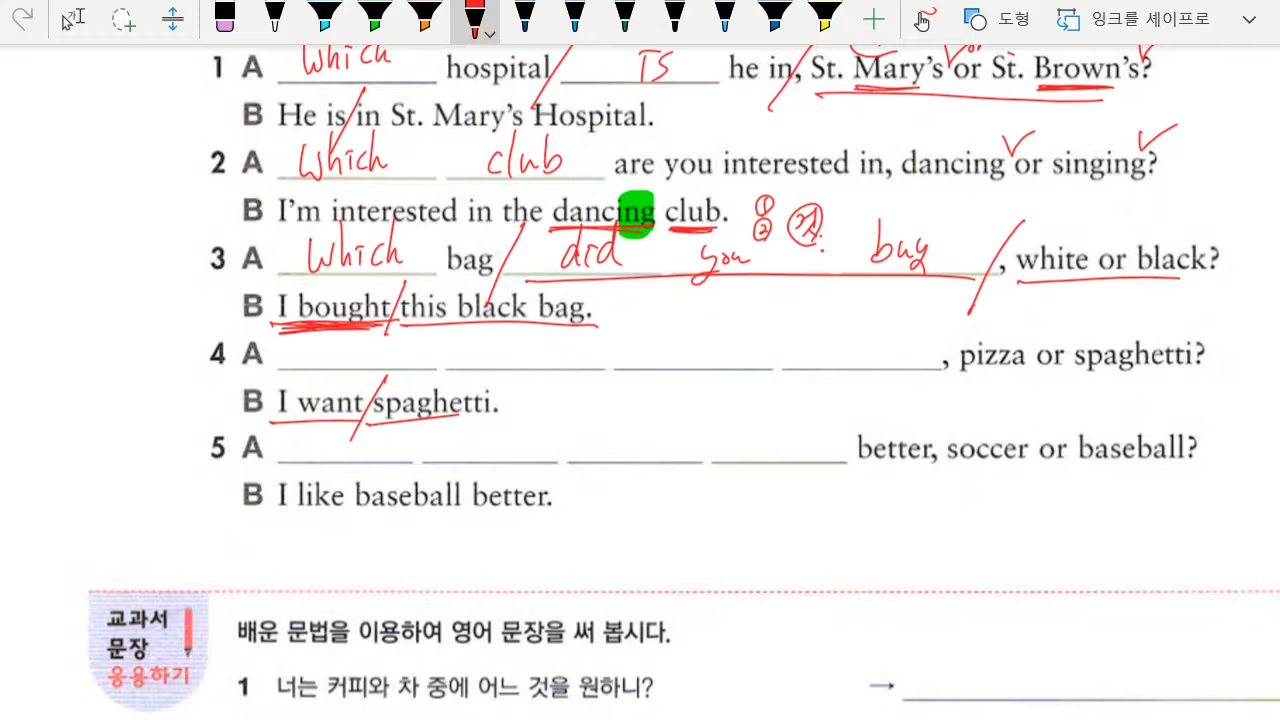 도형 잉크를 셰이프로
1 A Which hospital is he in, St. Mary's or St. Brown's?
B He is in St. Mary's Hospital.
2 A Which club are you interested in, dancing or singing?
B I'm interested in the dancing club. ① ②
3 A Which bag did you buy, white or black?
B I bought this black bag.
4 A , pizza or spaghetti?
B I want spaghetti.
5 A better, soccer or baseball?
B I like baseball better.
교과서
문장
응용하기
배운 문법을 이용하여 영어 문장을 써 봅시다.
1 너는 커피와 차 중에 어느 것을 원하니? →